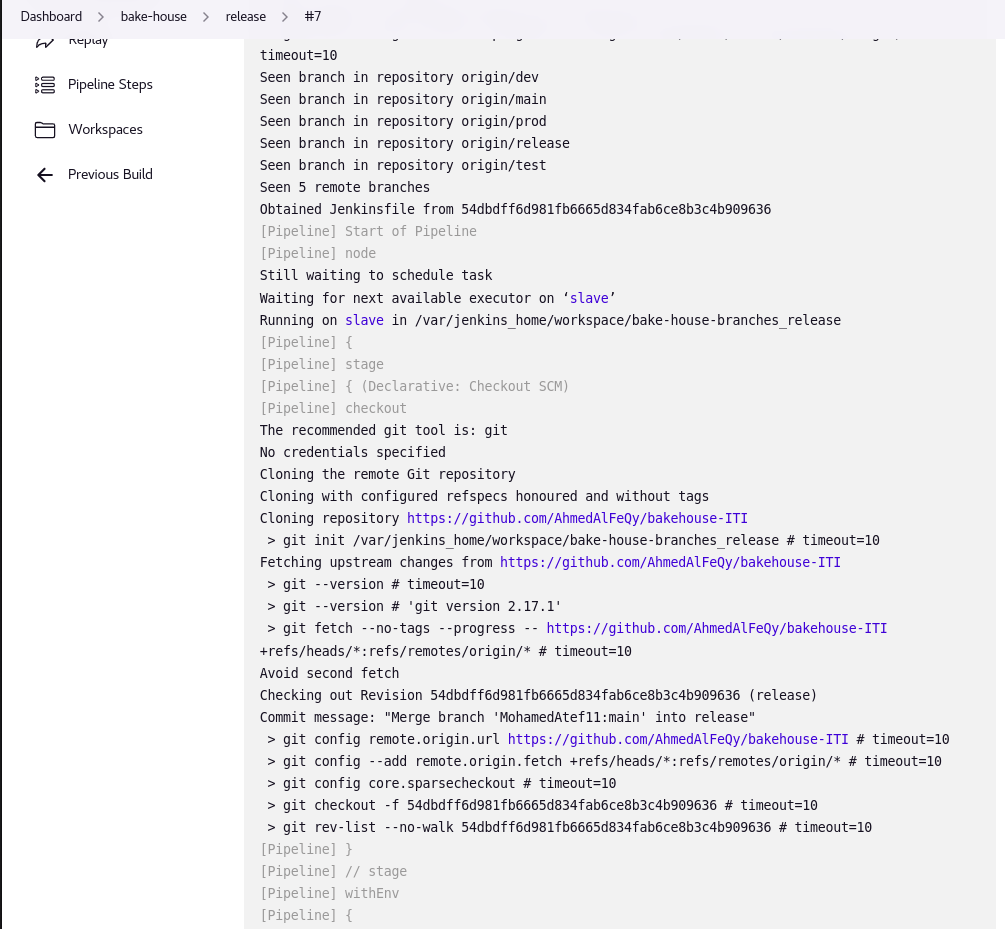 Dashboard > bake-house > release > #7
Replay
Pipeline Steps
Workspaces
Previous Build
timeout=10
Seen branch in repository origin/dev
Seen branch in repository origin/main
Seen branch in repository origin/prod
Seen branch in repository origin/release
Seen branch in repository origin/test
Seen 5 remote branches
Obtained Jenkinsfile from 54dbdff6d981fb6665d834fab6ce8b3c4b909636
[Pipeline] Start of Pipeline
[Pipeline] node
Still waiting to schedule task
Waiting for next available executor on ‘slave’
Running on slave in /var/jenkins_home/workspace/bake-house-branches_release
[Pipeline] {
[Pipeline] stage
[Pipeline] { (Declarative: Checkout SCM)
[Pipeline] checkout
The recommended git tool is: git
No credentials specified
Cloning the remote Git repository
Cloning with configured refspecs honoured and without tags
Cloning repository https://github.com/AhmedAlFeQy/bakehouse-ITI
> git init /var/jenkins_home/workspace/bake-house-branches_release # timeout=10
Fetching upstream changes from https://github.com/AhmedAlFeQy/bakehouse-ITI
> git --version # timeout=10
> git --version # 'git version 2.17.1'
> git fetch --no-tags --progress -- https://github.com/AhmedAlFeQy/bakehouse-ITI
+refs/heads/*:refs/remotes/origin/* # timeout=10
Avoid second fetch
Checking out Revision 54dbdff6d981fb6665d834fab6ce8b3c4b909636 (release)
Commit message: "Merge branch 'MohamedAtef11:main' into release"
> git config remote.origin.url https://github.com/AhmedAlFeQy/bakehouse-ITI # timeout=10
> git config --add remote.origin.fetch +refs/heads/*:refs/remotes/origin/* # timeout=10
> git config core.sparsecheckout # timeout=10
> git checkout -f 54dbdff6d981fb6665d834fab6ce8b3c4b909636 # timeout=10
> git rev-list --no-walk 54dbdff6d981fb6665d834fab6ce8b3c4b909636 # timeout=10
[Pipeline] }
[Pipeline] // stage
[Pipeline] withEnv
[Pipeline] {